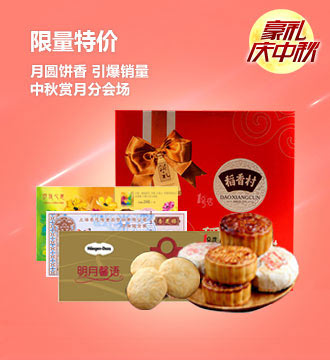 豪礼
庆中秋
限量特价
月圆饼香 引爆销量
中秋赏月分会场
稻香村
DAOXIANGCUN
Häagen-Dazs
明月馨语